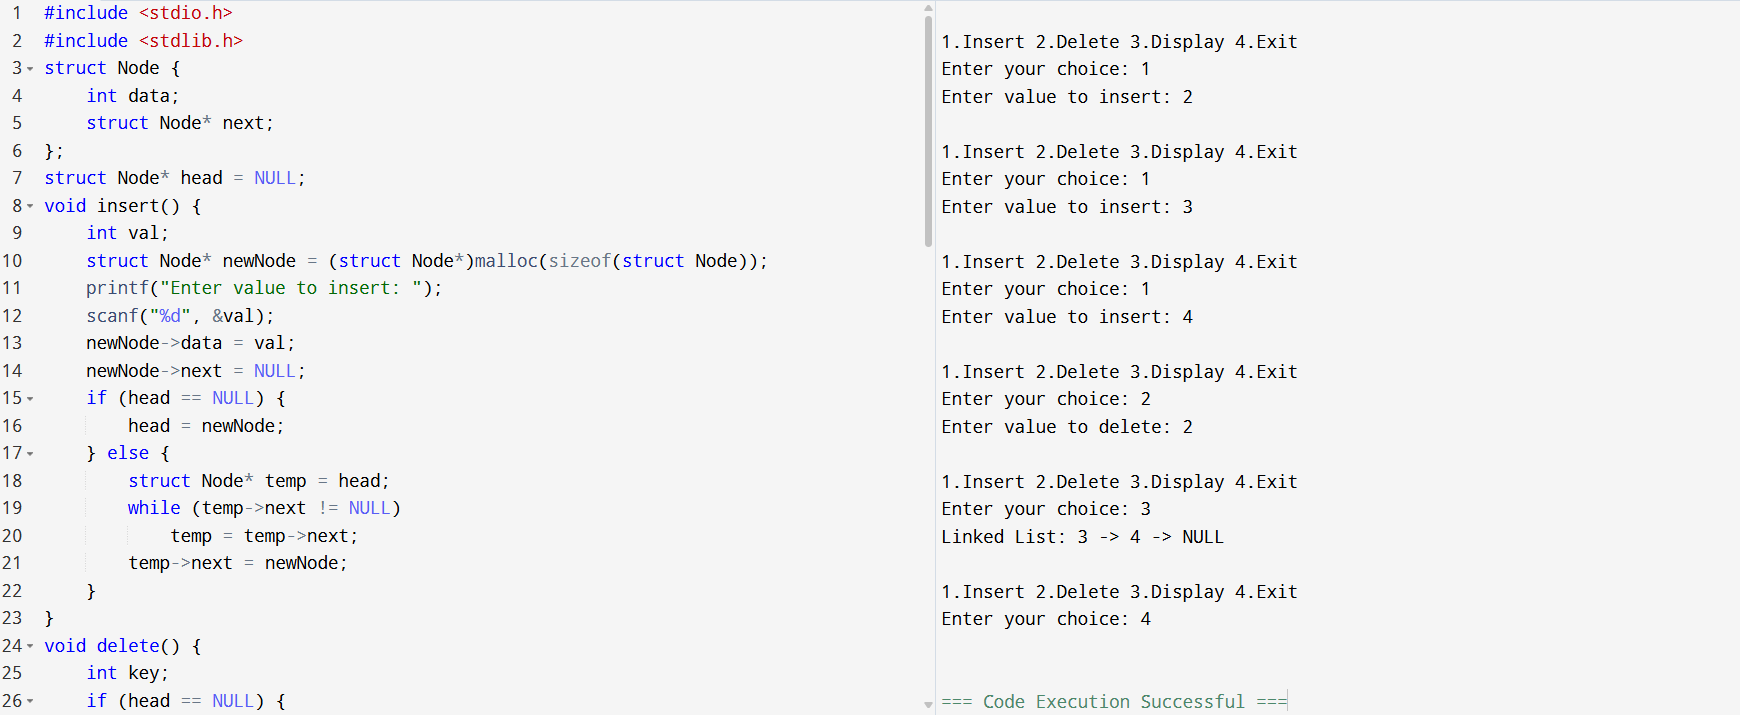 1 #include <stdio.h>
2 #include <stdlib.h>
3 struct Node {
4     int data;
5     struct Node* next;
6 };
7 struct Node* head = NULL;
8 void insert() {
9     int val;
10     struct Node* newNode = (struct Node*)malloc(sizeof(struct Node));
11     printf("Enter value to insert: ");
12     scanf("%d", &val);
13     newNode->data = val;
14     newNode->next = NULL;
15     if (head == NULL) {
16         head = newNode;
17     } else {
18         struct Node* temp = head;
19         while (temp->next != NULL)
20             temp = temp->next;
21         temp->next = newNode;
22     }
23 }
24 void delete() {
25     int key;
26     if (head == NULL) {
1.Insert 2.Delete 3.Display 4.Exit
Enter your choice: 1
Enter value to insert: 2
1.Insert 2.Delete 3.Display 4.Exit
Enter your choice: 1
Enter value to insert: 3
1.Insert 2.Delete 3.Display 4.Exit
Enter your choice: 1
Enter value to insert: 4
1.Insert 2.Delete 3.Display 4.Exit
Enter your choice: 2
Enter value to delete: 2
1.Insert 2.Delete 3.Display 4.Exit
Enter your choice: 3
Linked List: 3 -> 4 -> NULL
1.Insert 2.Delete 3.Display 4.Exit
Enter your choice: 4
=== Code Execution Successful ===